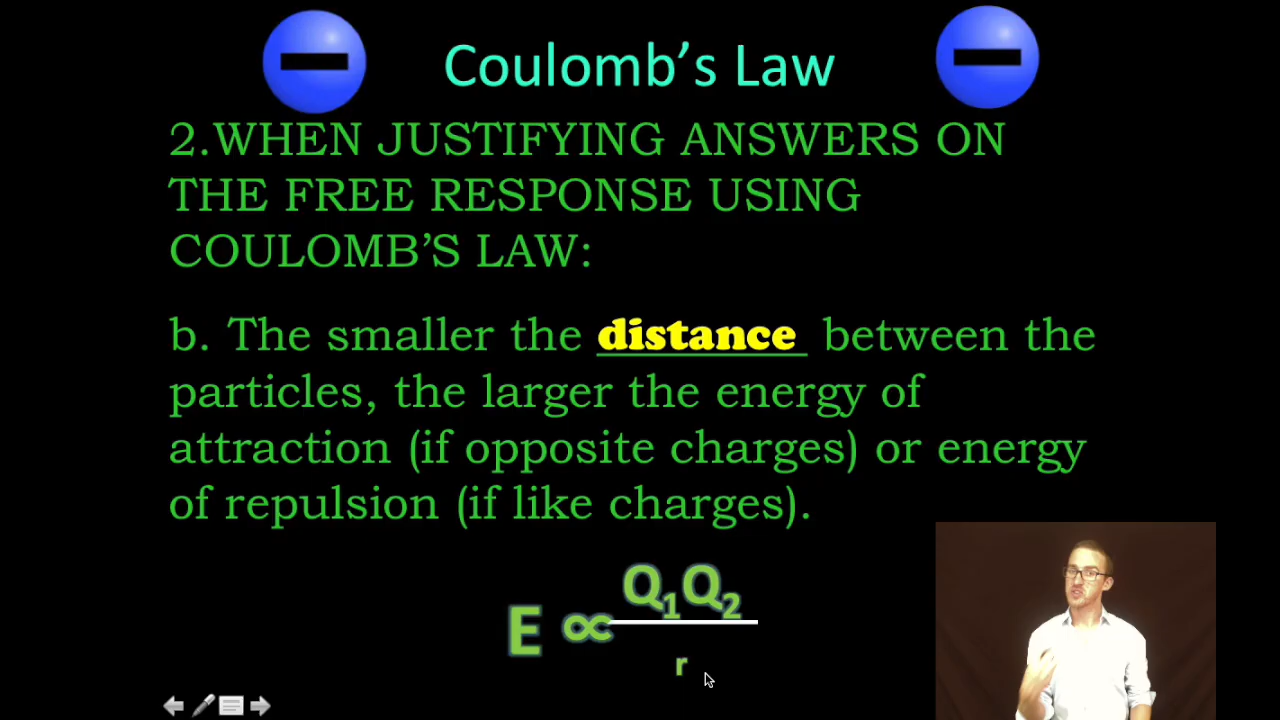 Coulomb’s Law
2.WHEN JUSTIFYING ANSWERS ON
THE FREE RESPONSE USING
COULOMB’S LAW:
b. The smaller the distance between the
particles, the larger the energy of
attraction (if opposite charges) or energy
of repulsion (if like charges).
Q₁Q₂
E ∝
r